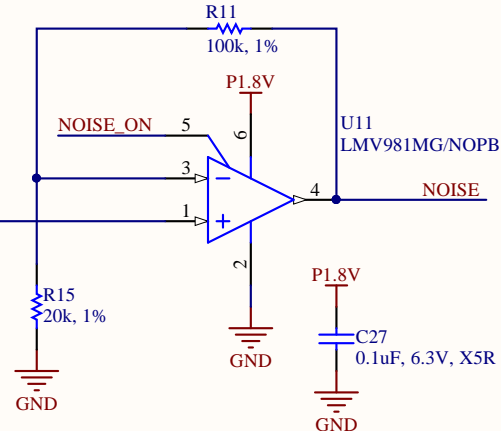 R11
100k, 1%
P1.8V
U11
LMV981MG/NOPB
NOISE_ON
5
6
3
4
NOISE
1
2
P1.8V
R15
20k, 1%
C27
0.1uF, 6.3V, X5R
GND
GND
GND